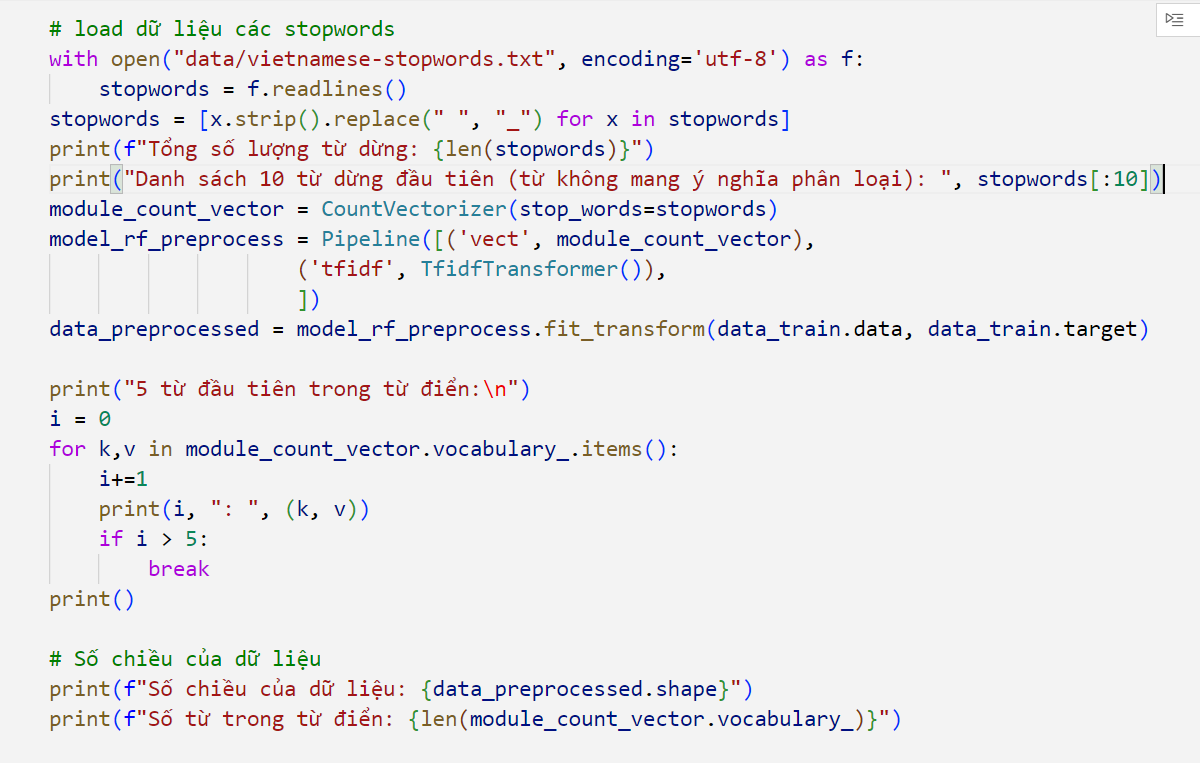 # load dữ liệu các stopwords
with open("data/vietnamese-stopwords.txt", encoding='utf-8') as f:
    stopwords = f.readlines()
stopwords = [x.strip().replace(" ", "_") for x in stopwords]
print(f"Tổng số lượng từ dừng: {len(stopwords)}")
print("Danh sách 10 từ dừng đầu tiên (từ không mang ý nghĩa phân loại): ", stopwords[:10])
module_count_vector = CountVectorizer(stop_words=stopwords)
model_rf_preprocess = Pipeline([('vect', module_count_vector),
                    ('tfidf', TfidfTransformer()),
                    ])
data_preprocessed = model_rf_preprocess.fit_transform(data_train.data, data_train.target)

print("5 từ đầu tiên trong từ điển:\n")
i = 0
for k,v in module_count_vector.vocabulary_.items():
    i+=1
    print(i, ": ", (k, v))
    if i > 5:
        break
print()

# Số chiều của dữ liệu
print(f"Số chiều của dữ liệu: {data_preprocessed.shape}")
print(f"Số từ trong từ điển: {len(module_count_vector.vocabulary_)}")